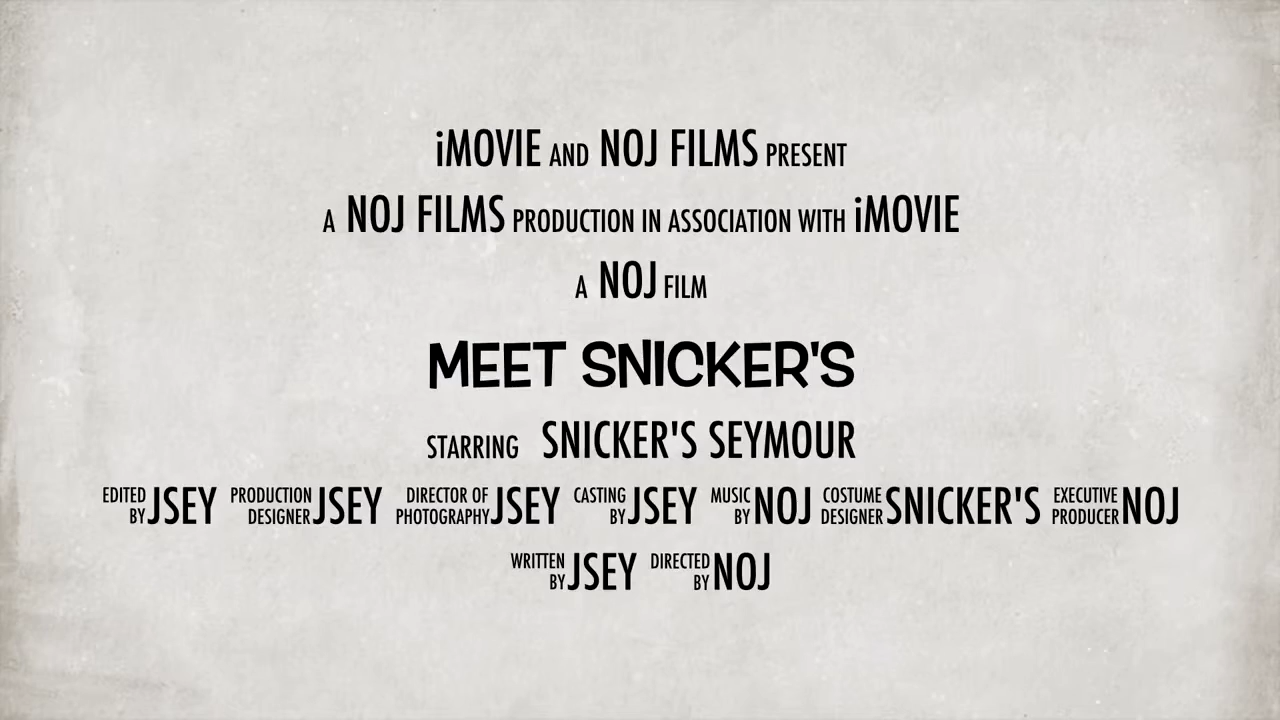 iMOVIE AND NOJ FILMS PRESENT
A NOJ FILMS PRODUCTION IN ASSOCIATION WITH iMOVIE
A NOJ FILM
MEET SNICKER'S
STARRING SNICKER'S SEYMOUR
EDITED BY JSEY PRODUCTION DESIGNER JSEY DIRECTOR OF PHOTOGRAPHY JSEY CASTING BY JSEY MUSIC BY NOJ COSTUME DESIGNER SNICKER'S EXECUTIVE PRODUCER NOJ
WRITTEN BY JSEY DIRECTED BY NOJ